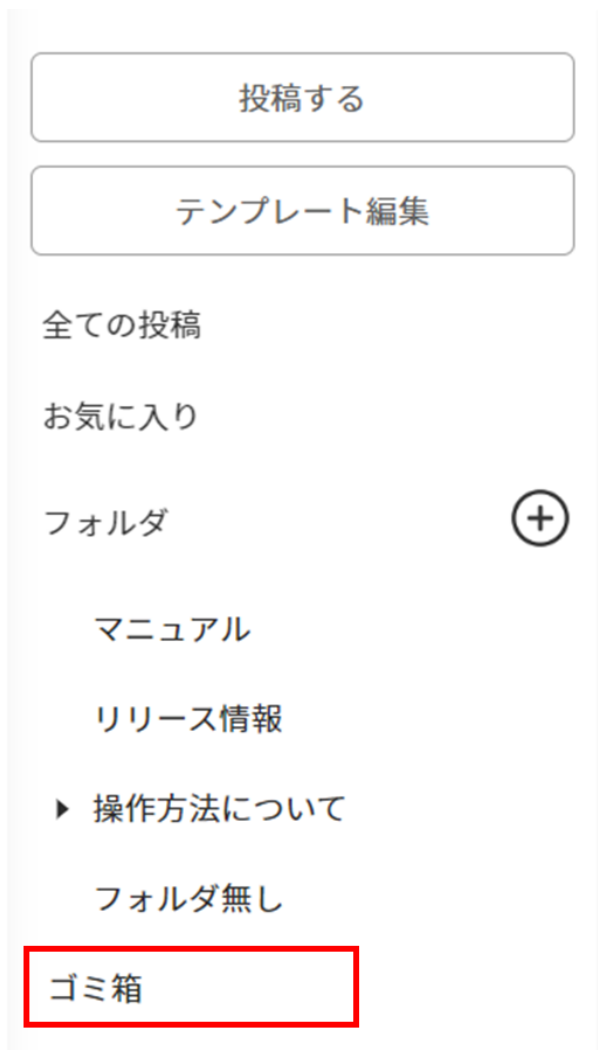 投稿する
テンプレート編集
全ての投稿
お気に入り
フォルダ
マニュアル
リリース情報
操作方法について
フォルダ無し
ゴミ箱